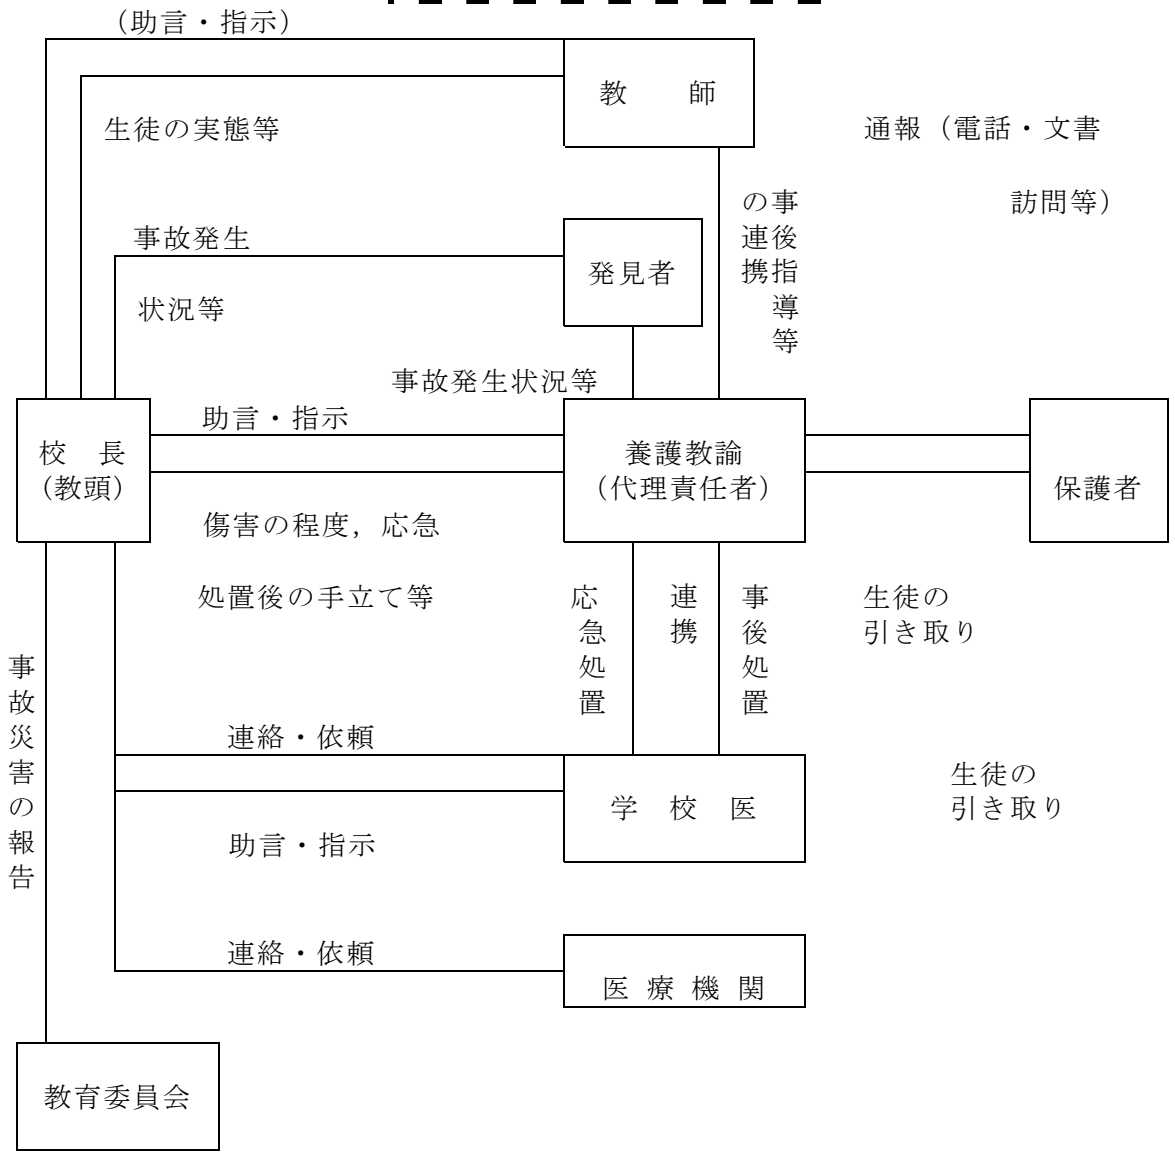 （助言・指示）
教　師
生徒の実態等
通報（電話・文書
訪問等）
事後指導等
の連携
事故発生
発見者
状況等
事故発生状況等
助言・指示
校　長
（教頭）
養護教諭
（代理責任者）
保護者
傷害の程度，応急
処置後の手立て等
応急処置
連携
事後処置
生徒の
引き取り
事故災害の報告
連絡・依頼
学　校　医
生徒の
引き取り
助言・指示
連絡・依頼
医 療 機 関
教育委員会